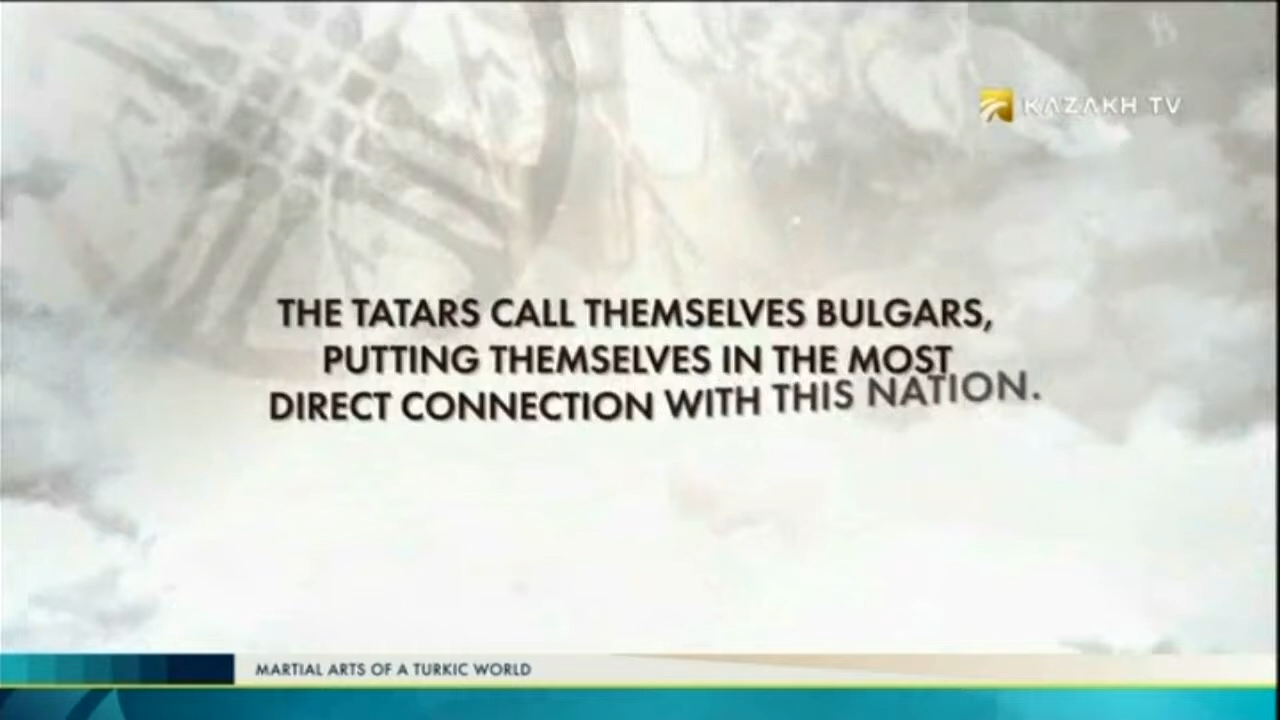 KAZAKH TV
THE TATARS CALL THEMSELVES BULGARS,
PUTTING THEMSELVES IN THE MOST
DIRECT CONNECTION WITH THIS NATION.
MARTIAL ARTS OF A TURKIC WORLD